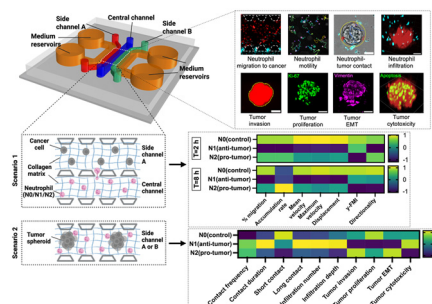 Side channel A
Central channel
Side channel B
Medium reservoirs
Medium reservoirs
Neutrophil migration to cancer
Neutrophil motility
Neutrophil-tumor contact
Neutrophil infiltration
Ki67
Vimentin
Apoptosis
Tumor invasion
Tumor proliferation
Tumor EMT
Tumor cytotoxicity
Scenario 1
Cancer cell
Collagen matrix
Neutrophil (N0/N1/N2)
Side channel A
Central channel
T=2 h
N0(control)
N1(anti-tumor)
N2(pro-tumor)
1
0
-1
T=8 h
N0(control)
N1(anti-tumor)
N2(pro-tumor)
1
0
-1
% migration
Accumulation rate
Mean velocity
Maximum velocity
Displacement
y-FMI
Directionality
Scenario 2
Tumor spheroid
Side channel A or B
N0(control)
N1(anti-tumor)
N2(pro-tumor)
Contact frequency
Contact duration
Short contact
Long contact
Infiltration number
Infiltration depth
Tumor invasion
Tumor proliferation
Tumor EMT
Tumor cytotoxicity